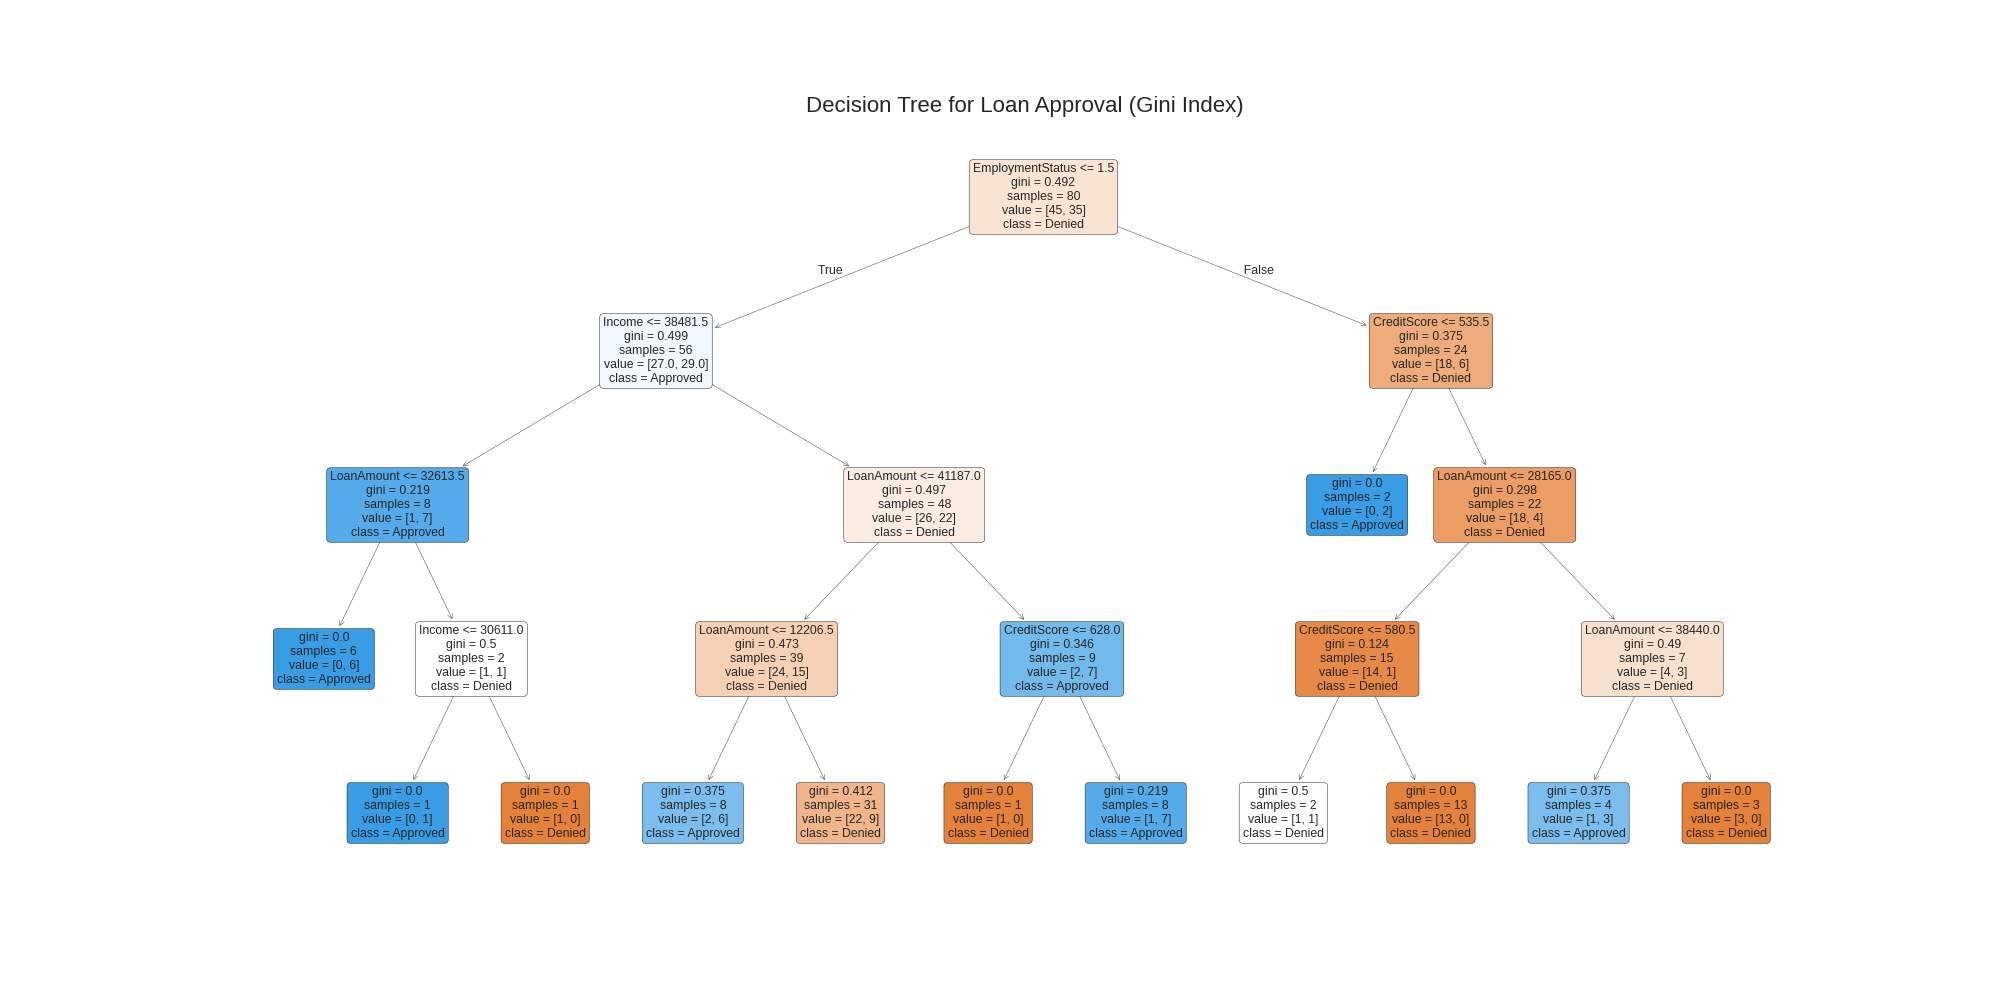 Decision Tree for Loan Approval (Gini Index)
EmploymentStatus <= 1.5
gini = 0.492
samples = 80
value = [45, 35]
class = Denied
True
False
Income <= 38481.5
gini = 0.499
samples = 56
value = [27.0, 29.0]
class = Approved
CreditScore <= 535.5
gini = 0.375
samples = 24
value = [18, 6]
class = Denied
LoanAmount <= 32613.5
gini = 0.219
samples = 8
value = [1, 7]
class = Approved
LoanAmount <= 41187.0
gini = 0.497
samples = 48
value = [26, 22]
class = Denied
gini = 0.0
samples = 2
value = [0, 2]
class = Approved
LoanAmount <= 28165.0
gini = 0.298
samples = 22
value = [18, 4]
class = Denied
gini = 0.0
samples = 6
value = [0, 6]
class = Approved
Income <= 30611.0
gini = 0.5
samples = 2
value = [1, 1]
class = Denied
LoanAmount <= 12206.5
gini = 0.473
samples = 39
value = [24, 15]
class = Denied
CreditScore <= 628.0
gini = 0.346
samples = 9
value = [2, 7]
class = Approved
CreditScore <= 580.5
gini = 0.124
samples = 15
value = [14, 1]
class = Denied
LoanAmount <= 38440.0
gini = 0.49
samples = 7
value = [4, 3]
class = Denied
gini = 0.0
samples = 1
value = [0, 1]
class = Approved
gini = 0.0
samples = 1
value = [1, 0]
class = Denied
gini = 0.375
samples = 8
value = [2, 6]
class = Approved
gini = 0.412
samples = 31
value = [22, 9]
class = Denied
gini = 0.0
samples = 1
value = [1, 0]
class = Denied
gini = 0.219
samples = 8
value = [1, 7]
class = Approved
gini = 0.5
samples = 2
value = [1, 1]
class = Denied
gini = 0.0
samples = 13
value = [13, 0]
class = Denied
gini = 0.375
samples = 4
value = [1, 3]
class = Approved
gini = 0.0
samples = 3
value = [3, 0]
class = Denied